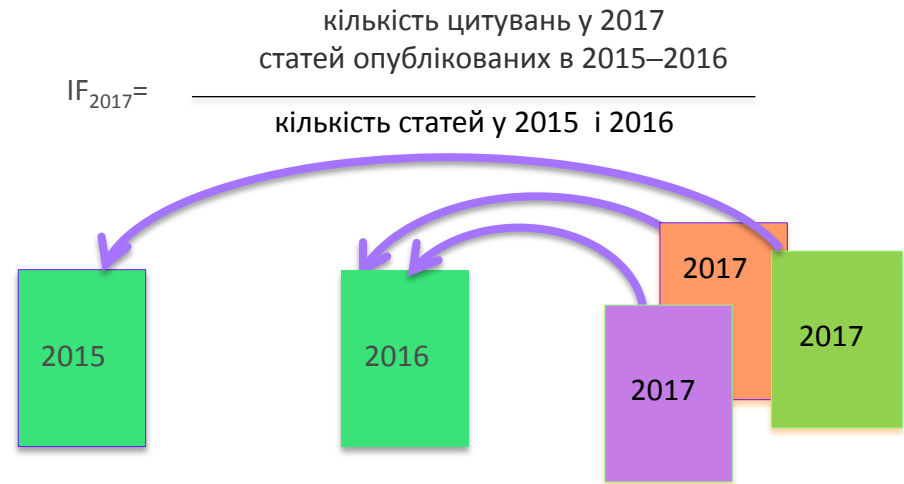 кількість цитувань у 2017
статей опублікованих в 2015–2016
IF2017=
кількість статей у 2015 і 2016
2015
2016
2017
2017
2017